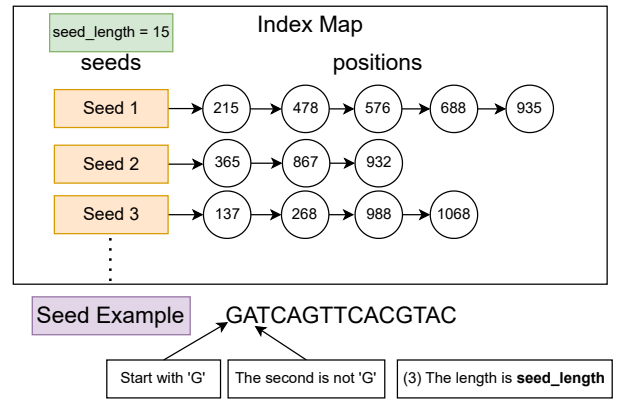 seed_length = 15
Index Map
seeds
positions
Seed 1
215
478
576
688
935
Seed 2
365
867
932
Seed 3
137
268
988
1068
Seed Example
GATCAGTTCACGTAC
Start with 'G'
The second is not 'G'
(3) The length is seed_length